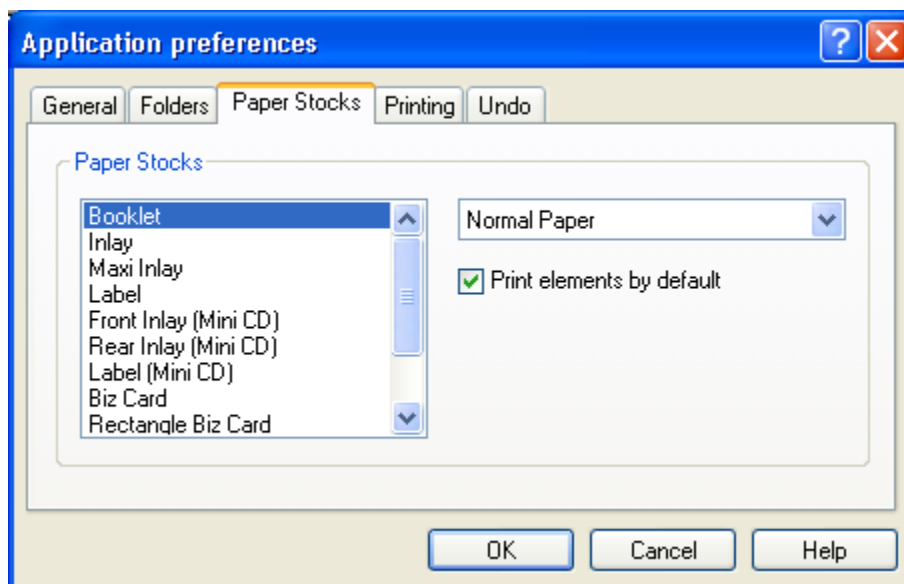 Application preferences
General Folders Paper Stocks Printing Undo
Paper Stocks
Booklet
Inlay
Maxi Inlay
Label
Front Inlay (Mini CD)
Rear Inlay (Mini CD)
Label (Mini CD)
Biz Card
Rectangle Biz Card
Normal Paper
Print elements by default
OK Cancel Help